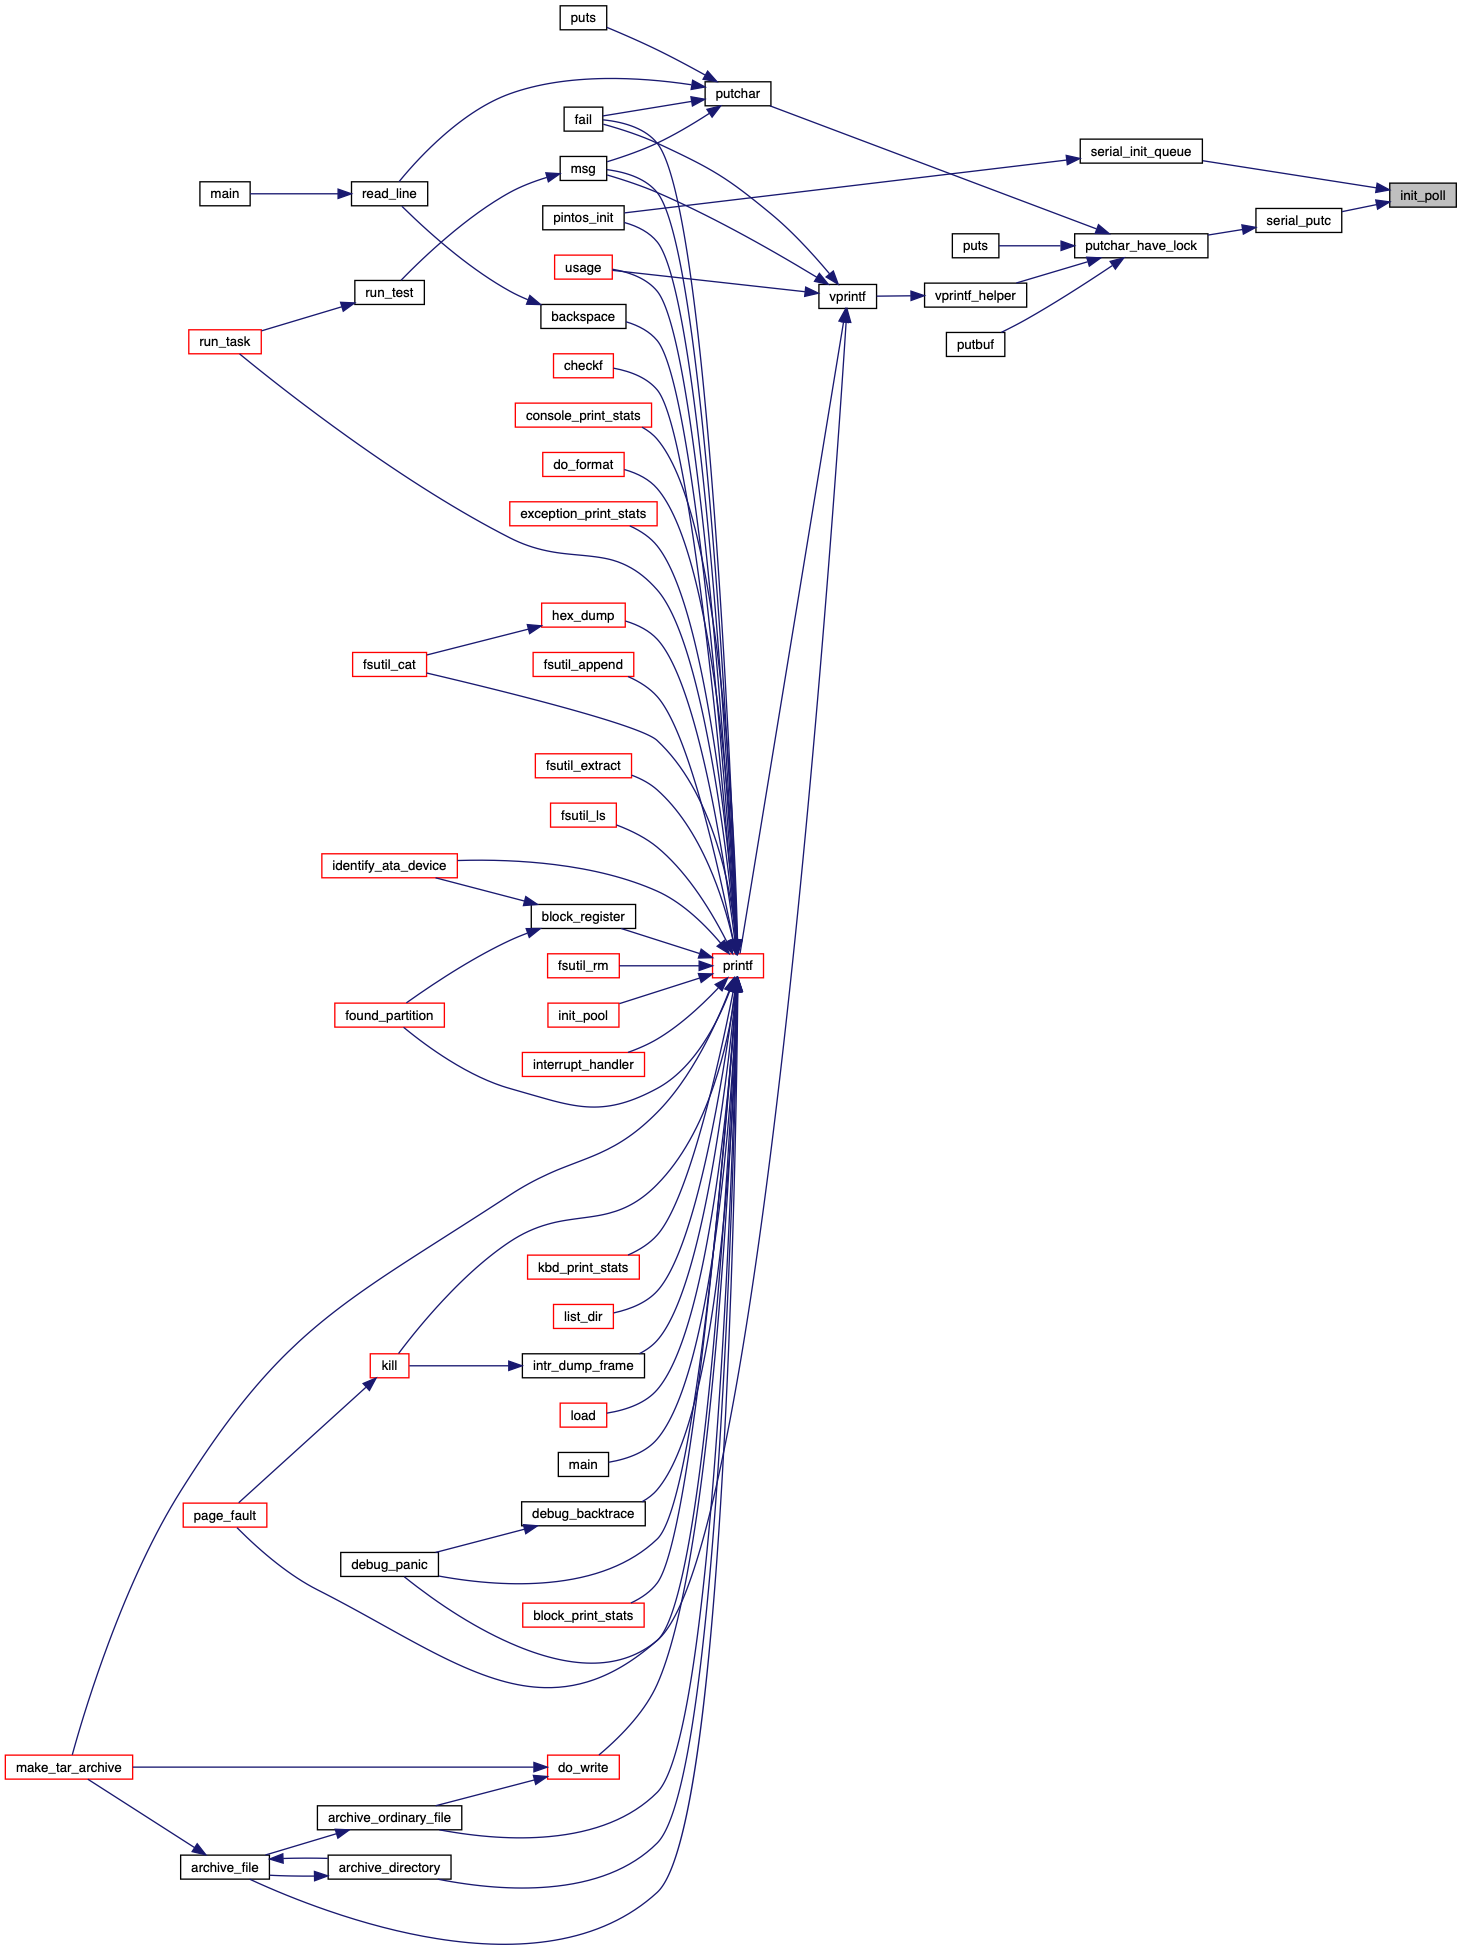 puts
putchar
fail
serial_init_queue
msg
main
read_line
init_poll
pintos_init
serial_putc
puts
putchar_have_lock
usage
run_test
vprintf
vprintf_helper
backspace
run_task
putbuf
checkf
console_print_stats
do_format
exception_print_stats
hex_dump
fsutil_cat
fsutil_append
fsutil_extract
fsutil_ls
identify_ata_device
block_register
fsutil_rm
printf
found_partition
init_pool
interrupt_handler
kbd_print_stats
list_dir
kill
intr_dump_frame
load
main
page_fault
debug_backtrace
debug_panic
block_print_stats
make_tar_archive
do_write
archive_ordinary_file
archive_file
archive_directory